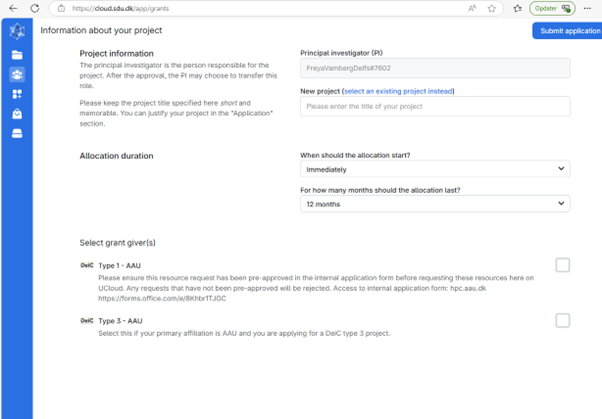 https://cloud.sdu.dk/app/grants
Opdater
Information about your project
Submit application
Project information
The principal investigator is the person responsible for the
project. After the approval, the PI may choose to transfer this
role.
Please keep the project title specified here short and
memorable. You can justify your project in the "Application"
section.
Principal investigator (PI)
FreyaVambergDelfs#7602
New project (select an existing project instead)
Please enter the title of your project
Allocation duration
When should the allocation start?
Immediately
For how many months should the allocation last?
12 months
Select grant giver(s)
DeiC Type 1 - AAU
Please ensure this resource request has been pre-approved in the internal application form before requesting these resources here on
UCloud. Any requests that have not been pre-approved will be rejected. Access to internal application form: hpc.aau.dk
https://forms.office.com/e/8Khbr1TJGC
DeiC Type 3 - AAU
Select this if your primary affiliation is AAU and you are applying for a DeiC type 3 project.